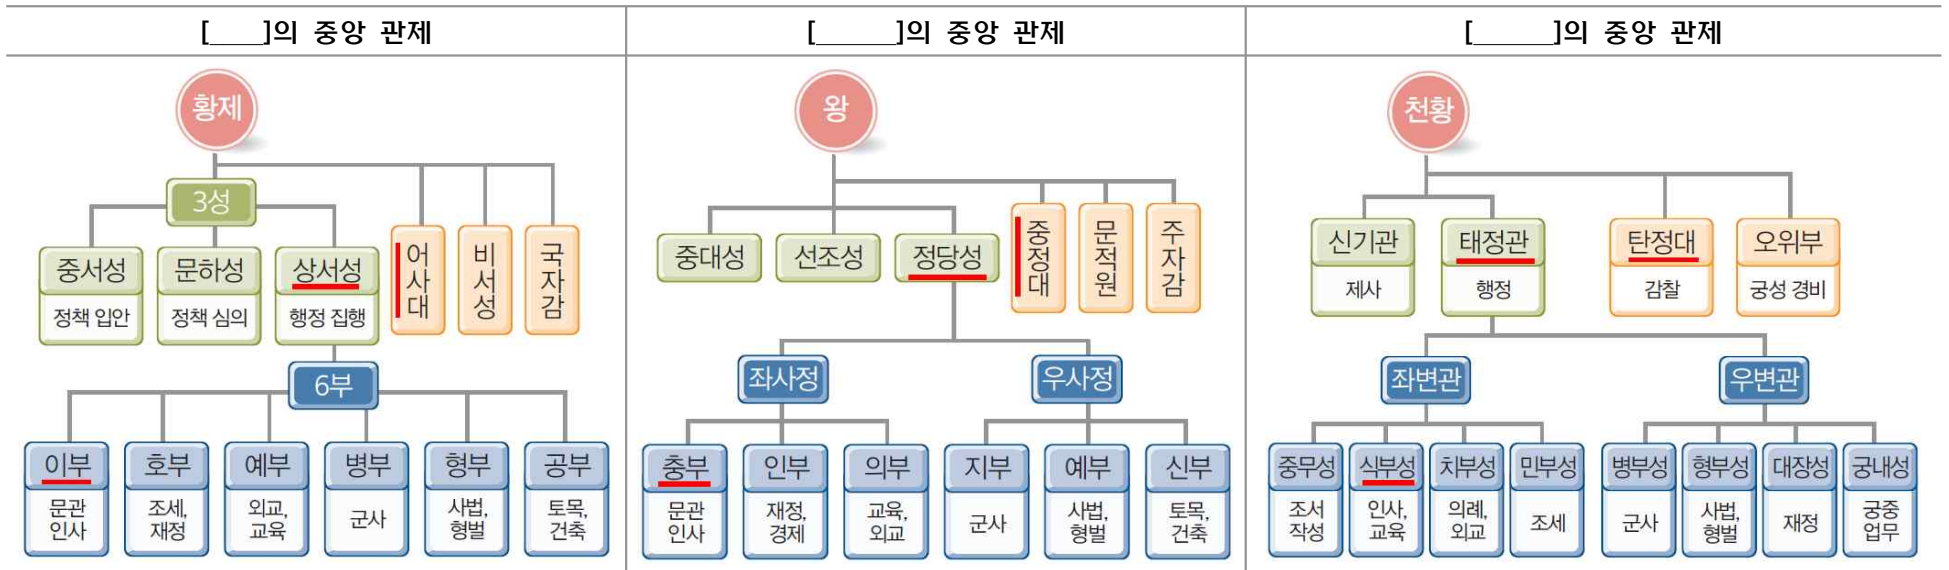 [____]의 중앙 관제
황제
3성
중서성
정책 입안
문하성
정책 심의
상서성
행정 집행
어사대
비서성
국자감
6부
이부
문관
인사
호부
조세,
재정
예부
외교,
교육
병부
군사
형부
사법,
형벌
공부
토목,
건축
[______]의 중앙 관제
왕
중대성
선조성
정당성
중정대
문적원
주자감
좌사정
우사정
충부
문관
인사
인부
재정,
경제
의부
교육,
외교
지부
군사
예부
사법,
형벌
신부
토목,
건축
[______]의 중앙 관제
천황
신기관
제사
태정관
행정
탄정대
감찰
오위부
궁성 경비
좌변관
우변관
중무성
조서
작성
식부성
인사,
교육
치부성
의례,
외교
민부성
조세
병부성
군사
형부성
사법,
형벌
대장성
재정
궁내성
궁중
업무